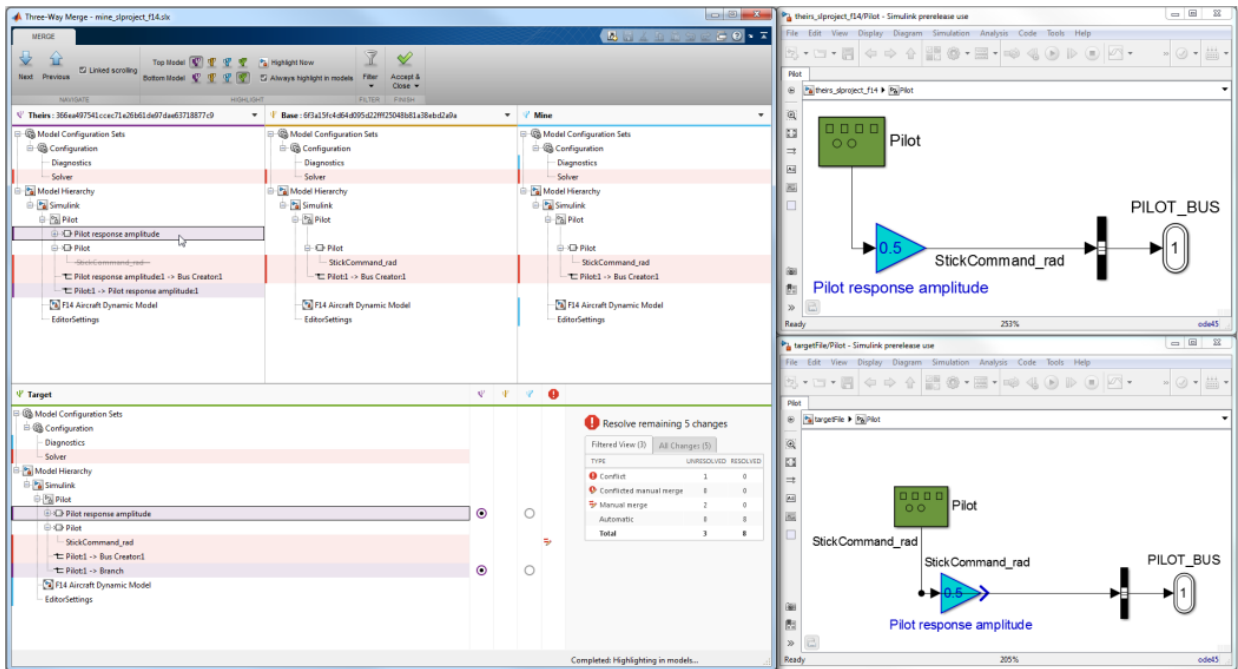 Three-Way Merge - mine_slproject_f14.slx
MERGE
Next
Previous
Linked scrolling
Top Model
Bottom Model
Highlight Now
Always highlight in models
Filter
Accept &
Close
NAVIGATE
HIGHLIGHT
FILTER
FINISH
Model Configuration Sets
Configuration
Diagnostics
Solver
Model Hierarchy
Simulink
Pilot
Pilot response amplitude
Pilot
StickCommand_rad
Pilot response amplitude:1 -> Bus Creator:1
Pilot:1 -> Pilot response amplitude:1
F14 Aircraft Dynamic Model
EditorSettings
Model Configuration Sets
Configuration
Diagnostics
Solver
Model Hierarchy
Simulink
Pilot
Pilot
StickCommand_rad
Pilot:1 -> Bus Creator:1
F14 Aircraft Dynamic Model
EditorSettings
Mine
Model Configuration Sets
Configuration
Diagnostics
Solver
Model Hierarchy
Simulink
Pilot
Pilot
StickCommand_rad
Pilot:1 -> Bus Creator:1
F14 Aircraft Dynamic Model
EditorSettings
Target
Model Configuration Sets
Configuration
Diagnostics
Solver
Model Hierarchy
Simulink
Pilot
Pilot response amplitude
Pilot
StickCommand_rad
Pilot:1 -> Bus Creator:1
Pilot:1 -> Branch
F14 Aircraft Dynamic Model
EditorSettings
Resolve remaining 5 changes
Filtered View (3) All Changes (5)
TYPE UNRESOLVED RESOLVED
Conflict 1 0
Conflicted manual merge 0 0
Manual merge 2 0
Automatic 0 8
Total 3 8
Completed: Highlighting in models...
theirs_slproject_f14/Pilot - Simulink prerelease use
File Edit View Display Diagram Simulation Analysis Code Tools Help
Pilot
theirs_slproject_f14 Pilot
Pilot
PILOT_BUS
0.5
1
StickCommand_rad
Pilot response amplitude
Ready 253% ode45
targetFile/Pilot - Simulink prerelease use
File Edit View Display Diagram Simulation Analysis Code Tools Help
Pilot
targetFile Pilot
Pilot
StickCommand_rad
StickCommand_rad
PILOT_BUS
0.5
1
Pilot response amplitude
Ready 205% ode45